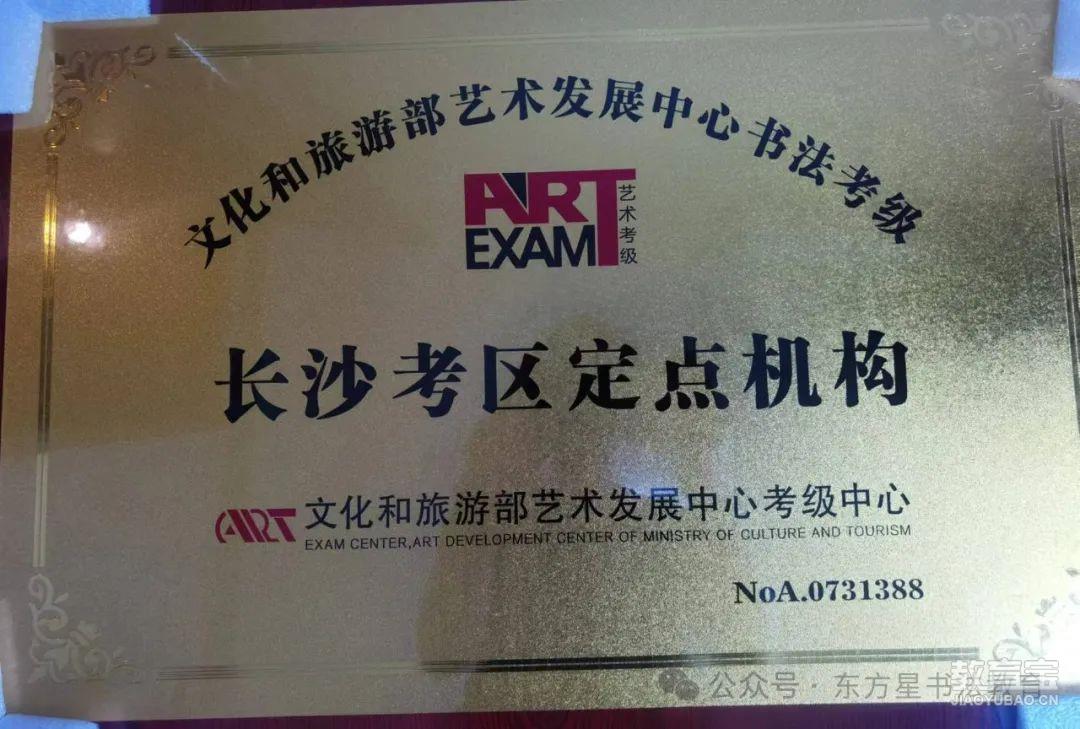 文化和旅游部艺术发展中心书法考级
ART
EXAM
艺术考级
长沙考区定点机构
ART 文化和旅游部艺术发展中心考级中心
EXAM CENTER,ART DEVELOPMENT CENTER OF MINISTRY OF CULTURE AND TOURISM
NoA.0731388
公众号·东方星书法教育
教育宝
JIAOYUBAO.CN